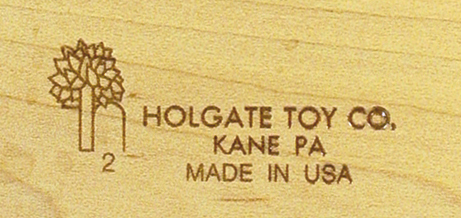 2
HOLGATE TOY CO.
KANE PA
MADE IN USA